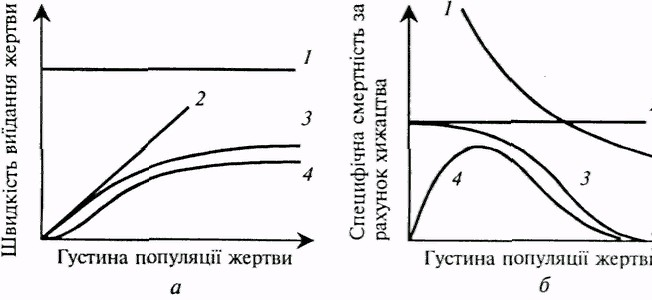 Швидкість виїдання жертви
1
2
3
4
Густина популяції жертви
а
Специфічна смертність за
рахунок хижацтва
1
4
3
Густина популяції жертви
б